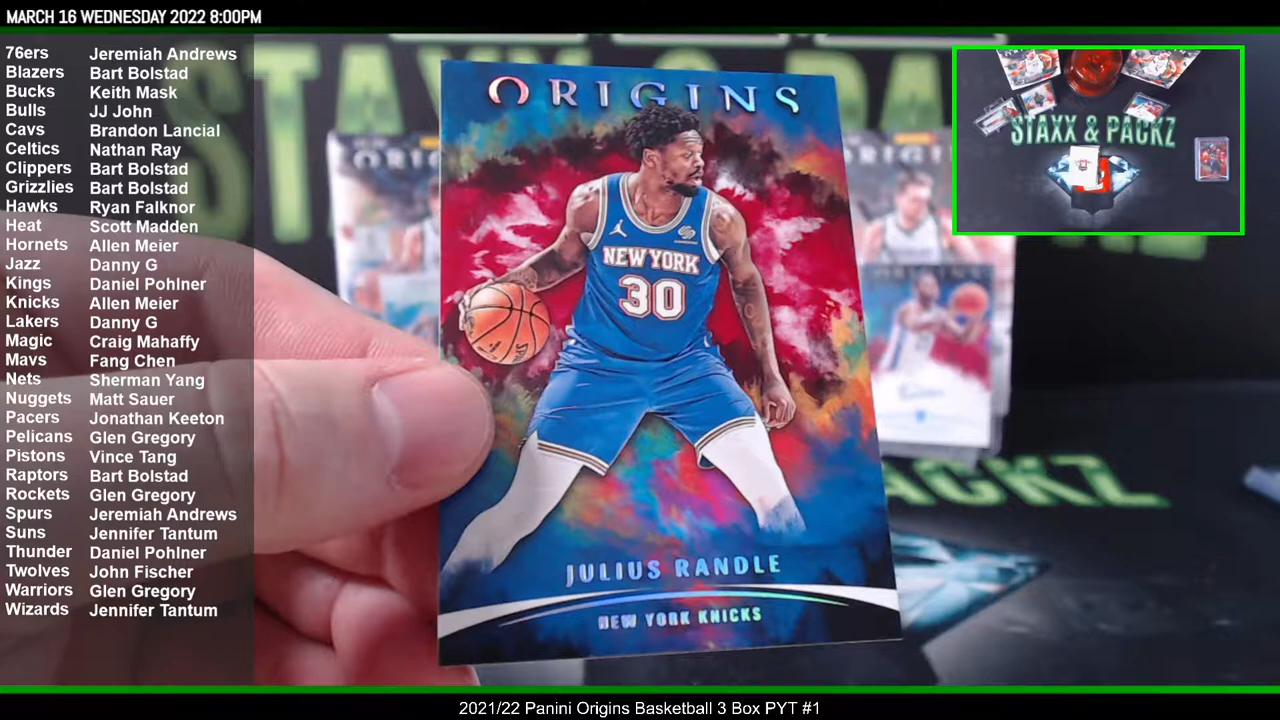 MARCH 16 WEDNESDAY 2022 8:00PM
76ers Jeremiah Andrews
Blazers Bart Bolstad
Bucks Keith Mask
Bulls JJ John
Cavs Brandon Lancial
Celtics Nathan Ray
Clippers Bart Bolstad
Grizzlies Bart Bolstad
Hawks Ryan Falknor
Heat Scott Madden
Hornets Allen Meier
Jazz Danny G
Kings Daniel Pohlner
Knicks Allen Meier
Lakers Danny G
Magic Craig Mahaffy
Mavs Fang Chen
Nets Sherman Yang
Nuggets Matt Sauer
Pacers Jonathan Keeton
Pelicans Glen Gregory
Pistons Vince Tang
Raptors Bart Bolstad
Rockets Glen Gregory
Spurs Jeremiah Andrews
Suns Jennifer Tantum
Thunder Daniel Pohlner
Twolves John Fischer
Warriors Glen Gregory
Wizards Jennifer Tantum
ORIGINS
NEW YORK
30
JULIUS RANDLE
NEW YORK KNICKS
STAXX & PACKZ
ORIGINS
2021/22 Panini Origins Basketball 3 Box PYT #1